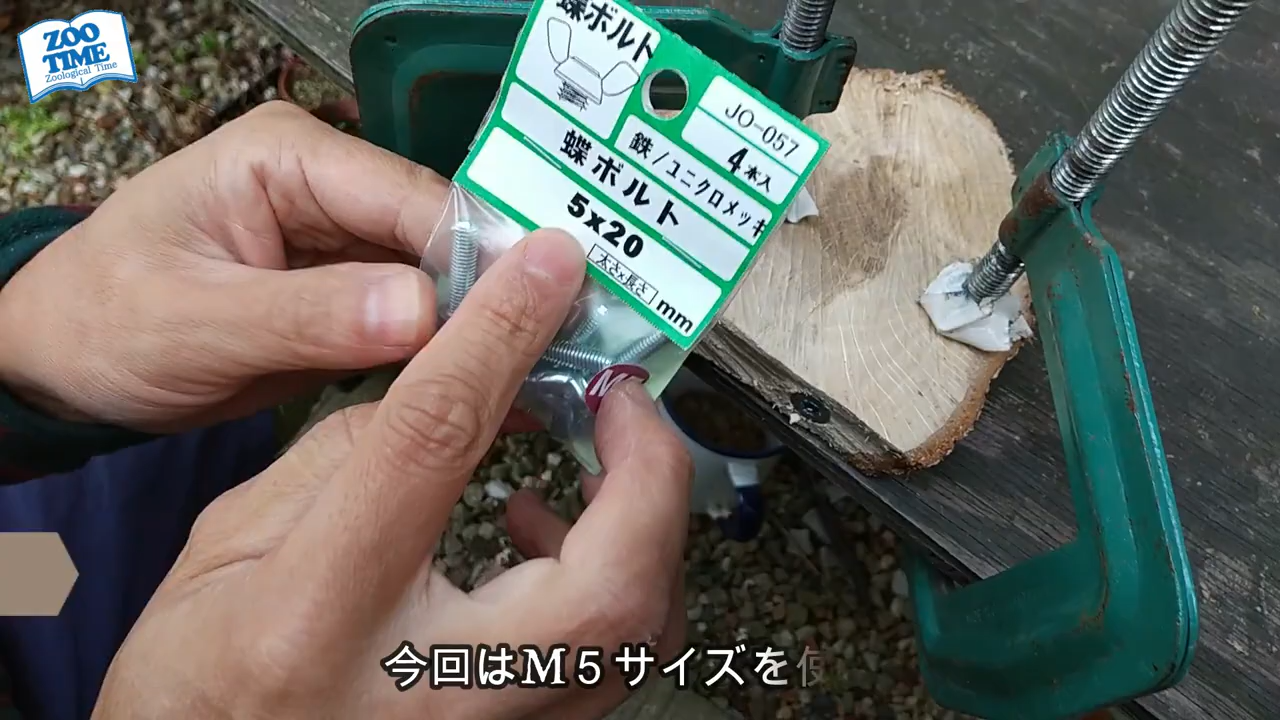 ZOO
TIME
Zoological Time
蝶ボルト
JO-057
4本入
鉄/ユニクロメッキ
蝶ボルト
5x20
太さx長さ mm
今回はM5サイズを使